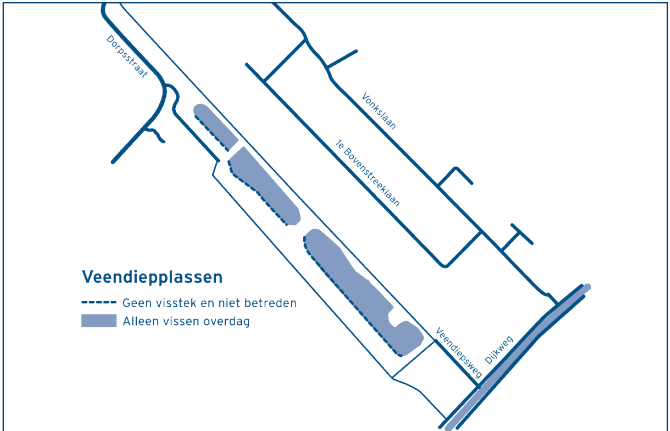 Dorpsstraat
Vonkslaan
1e Bovenstreeklaan
Veendiepplassen
Geen visstek en niet betreden
Alleen vissen overdag
Veendiepsweg
Dijkweg